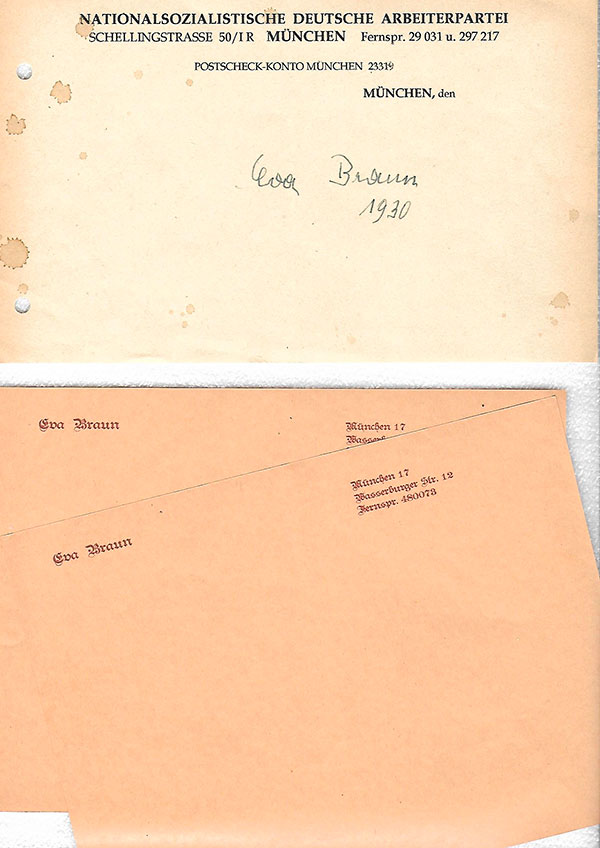 NATIONALSOZIALISTISCHE DEUTSCHE ARBEITERPARTEI
SCHELLINGSTRASSE 50/I R MÜNCHEN Fernspr. 29 031 u. 297 217
POSTSCHECK-KONTO MÜNCHEN 23319
MÜNCHEN, den
Eva Braun
1930
Eva Braun
München 17
Wasserb
München 17
Wasserburger Str. 12
Fernspr. 480073
Eva Braun